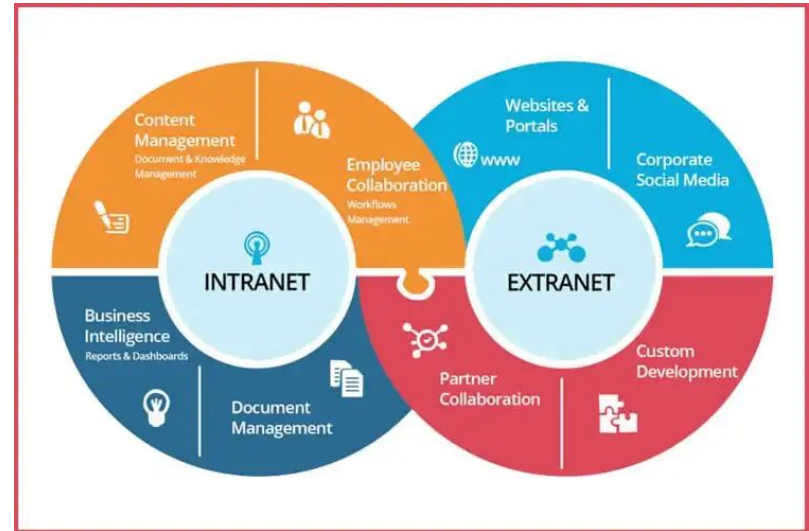 Content
Management
Document & Knowledge
Management
Employee
Collaboration
Workflows
Management
INTRANET
Business
Intelligence
Reports & Dashboards
Document
Management
Websites &
Portals
www
Corporate
Social Media
EXTRANET
Partner
Collaboration
Custom
Development